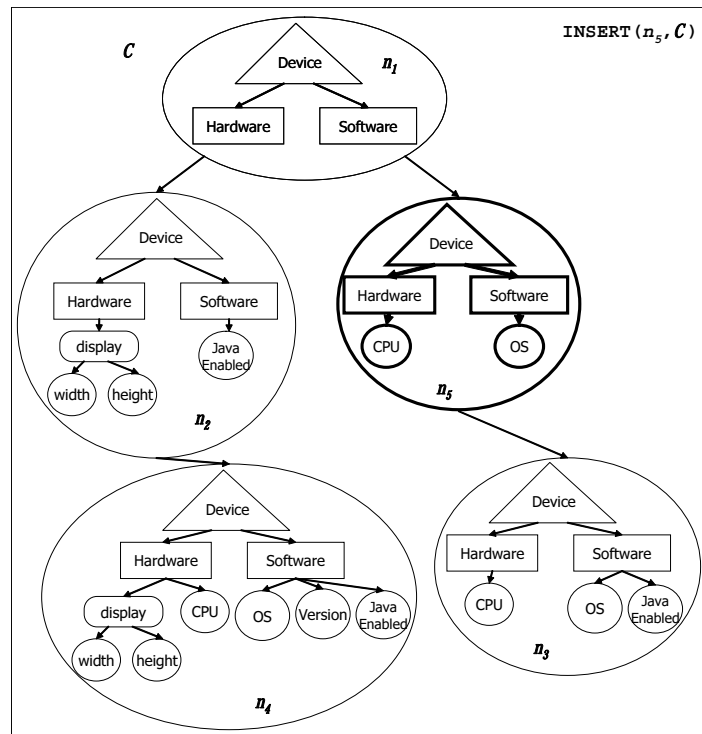 C
INSERT(n5,C)
Device
n1
Hardware
Software
Device
Hardware
Software
display
Java
Enabled
width
height
n2
Device
Hardware
Software
CPU
OS
n5
Device
Hardware
Software
display
CPU
OS
Version
Java
Enabled
width
height
n4
Device
Hardware
Software
CPU
OS
Java
Enabled
n3